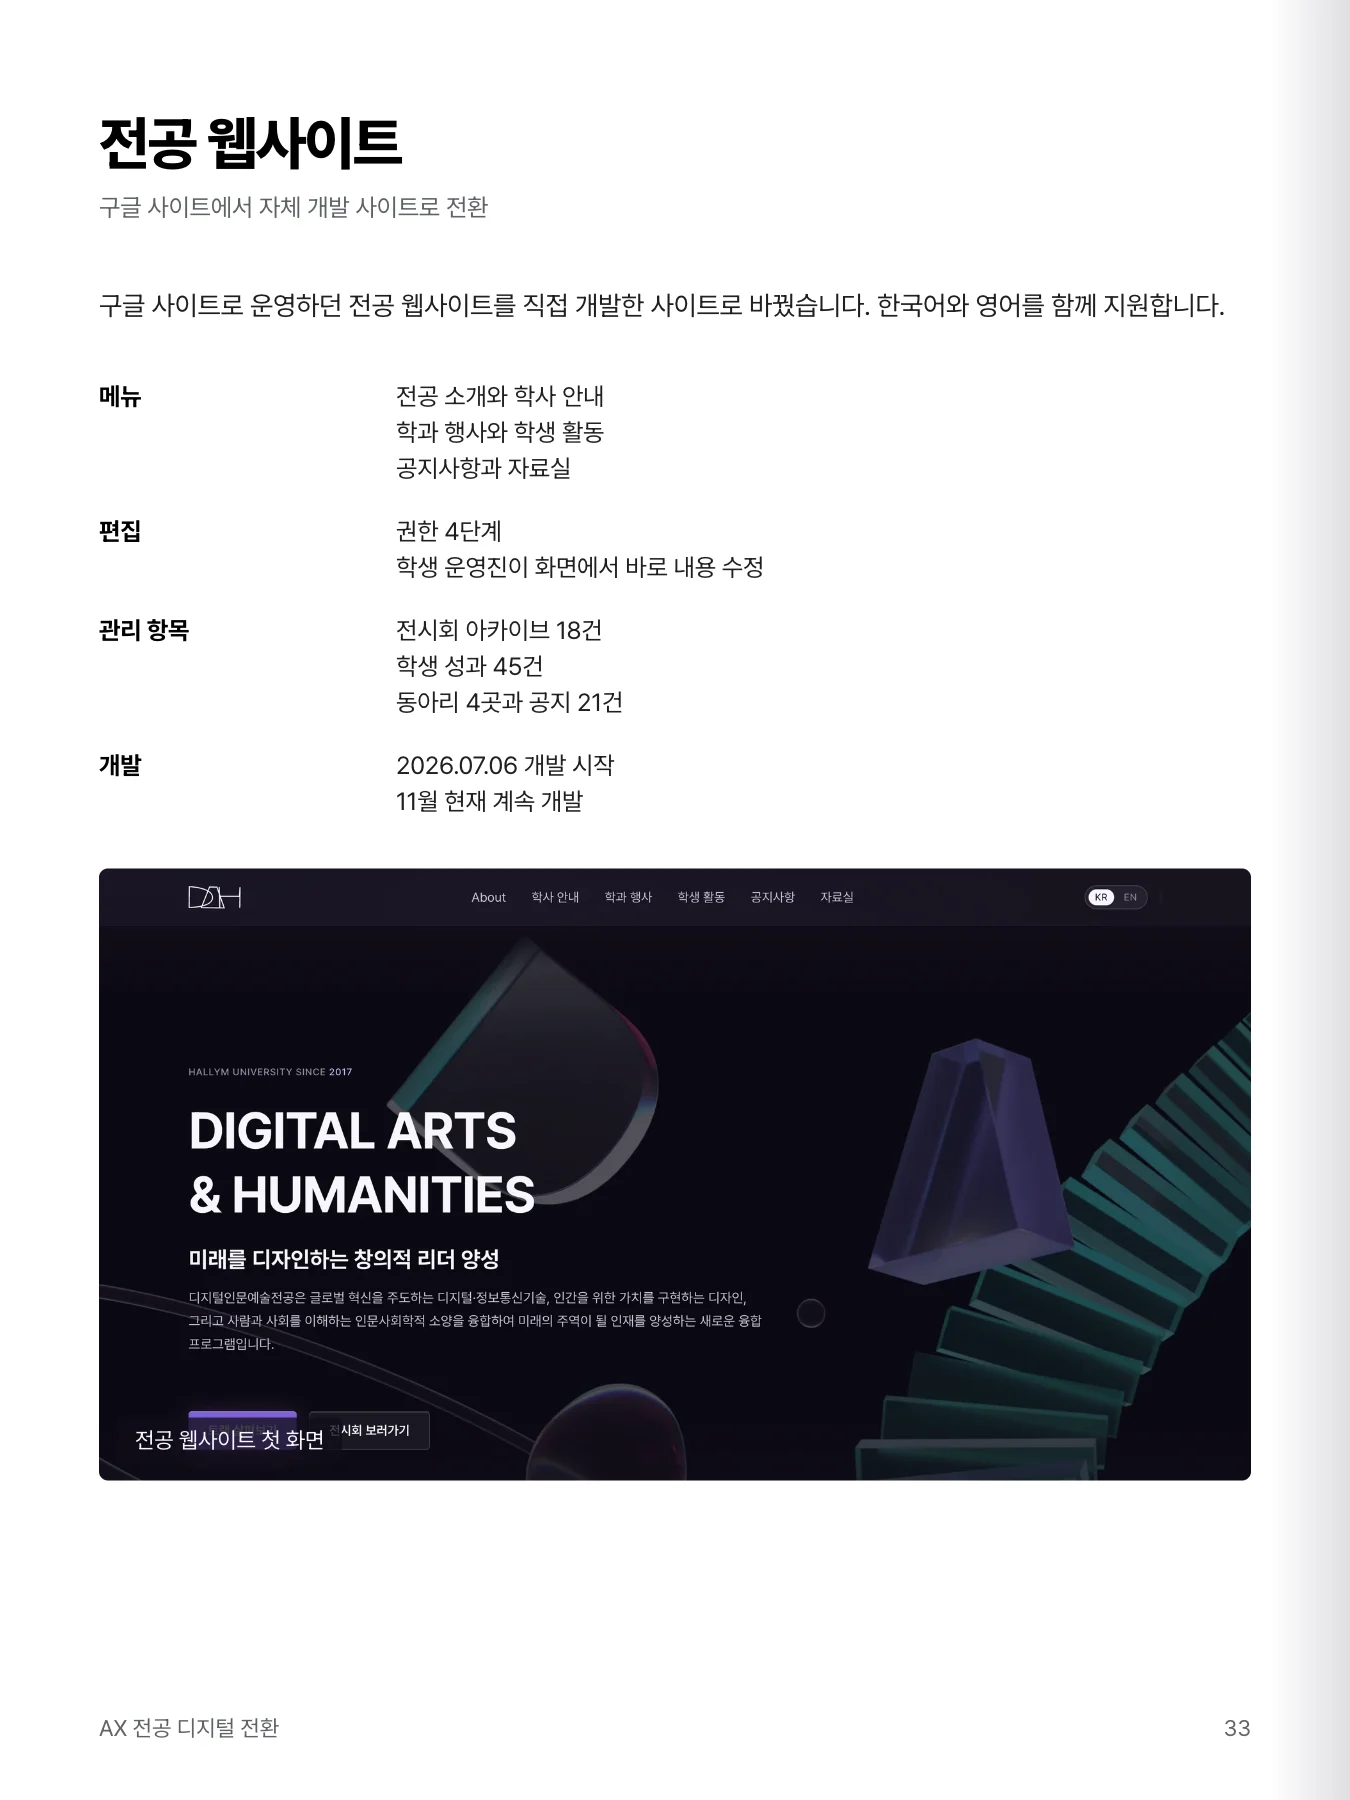 전공 웹사이트
구글 사이트에서 자체 개발 사이트로 전환
구글 사이트로 운영하던 전공 웹사이트를 직접 개발한 사이트로 바꿨습니다. 한국어와 영어를 함께 지원합니다.
메뉴
전공 소개와 학사 안내
학과 행사와 학생 활동
공지사항과 자료실
편집
권한 4단계
학생 운영진이 화면에서 바로 내용 수정
관리 항목
전시회 아카이브 18건
학생 성과 45건
동아리 4곳과 공지 21건
개발
2026.07.06 개발 시작
11월 현재 계속 개발
DAH
About 학사 안내 학과 행사 학생 활동 공지사항 자료실 KR EN
HALLYM UNIVERSITY SINCE 2017
DIGITAL ARTS
& HUMANITIES
미래를 디자인하는 창의적 리더 양성
디지털인문예술전공은 글로벌 혁신을 주도하는 디지털·정보통신기술, 인간을 위한 가치를 구현하는 디자인,
그리고 사람과 사회를 이해하는 인문사회학적 소양을 융합하여 미래의 주역이 될 인재를 양성하는 새로운 융합
프로그램입니다.
전시회 보러가기
전공 웹사이트 첫 화면
AX 전공 디지털 전환
33